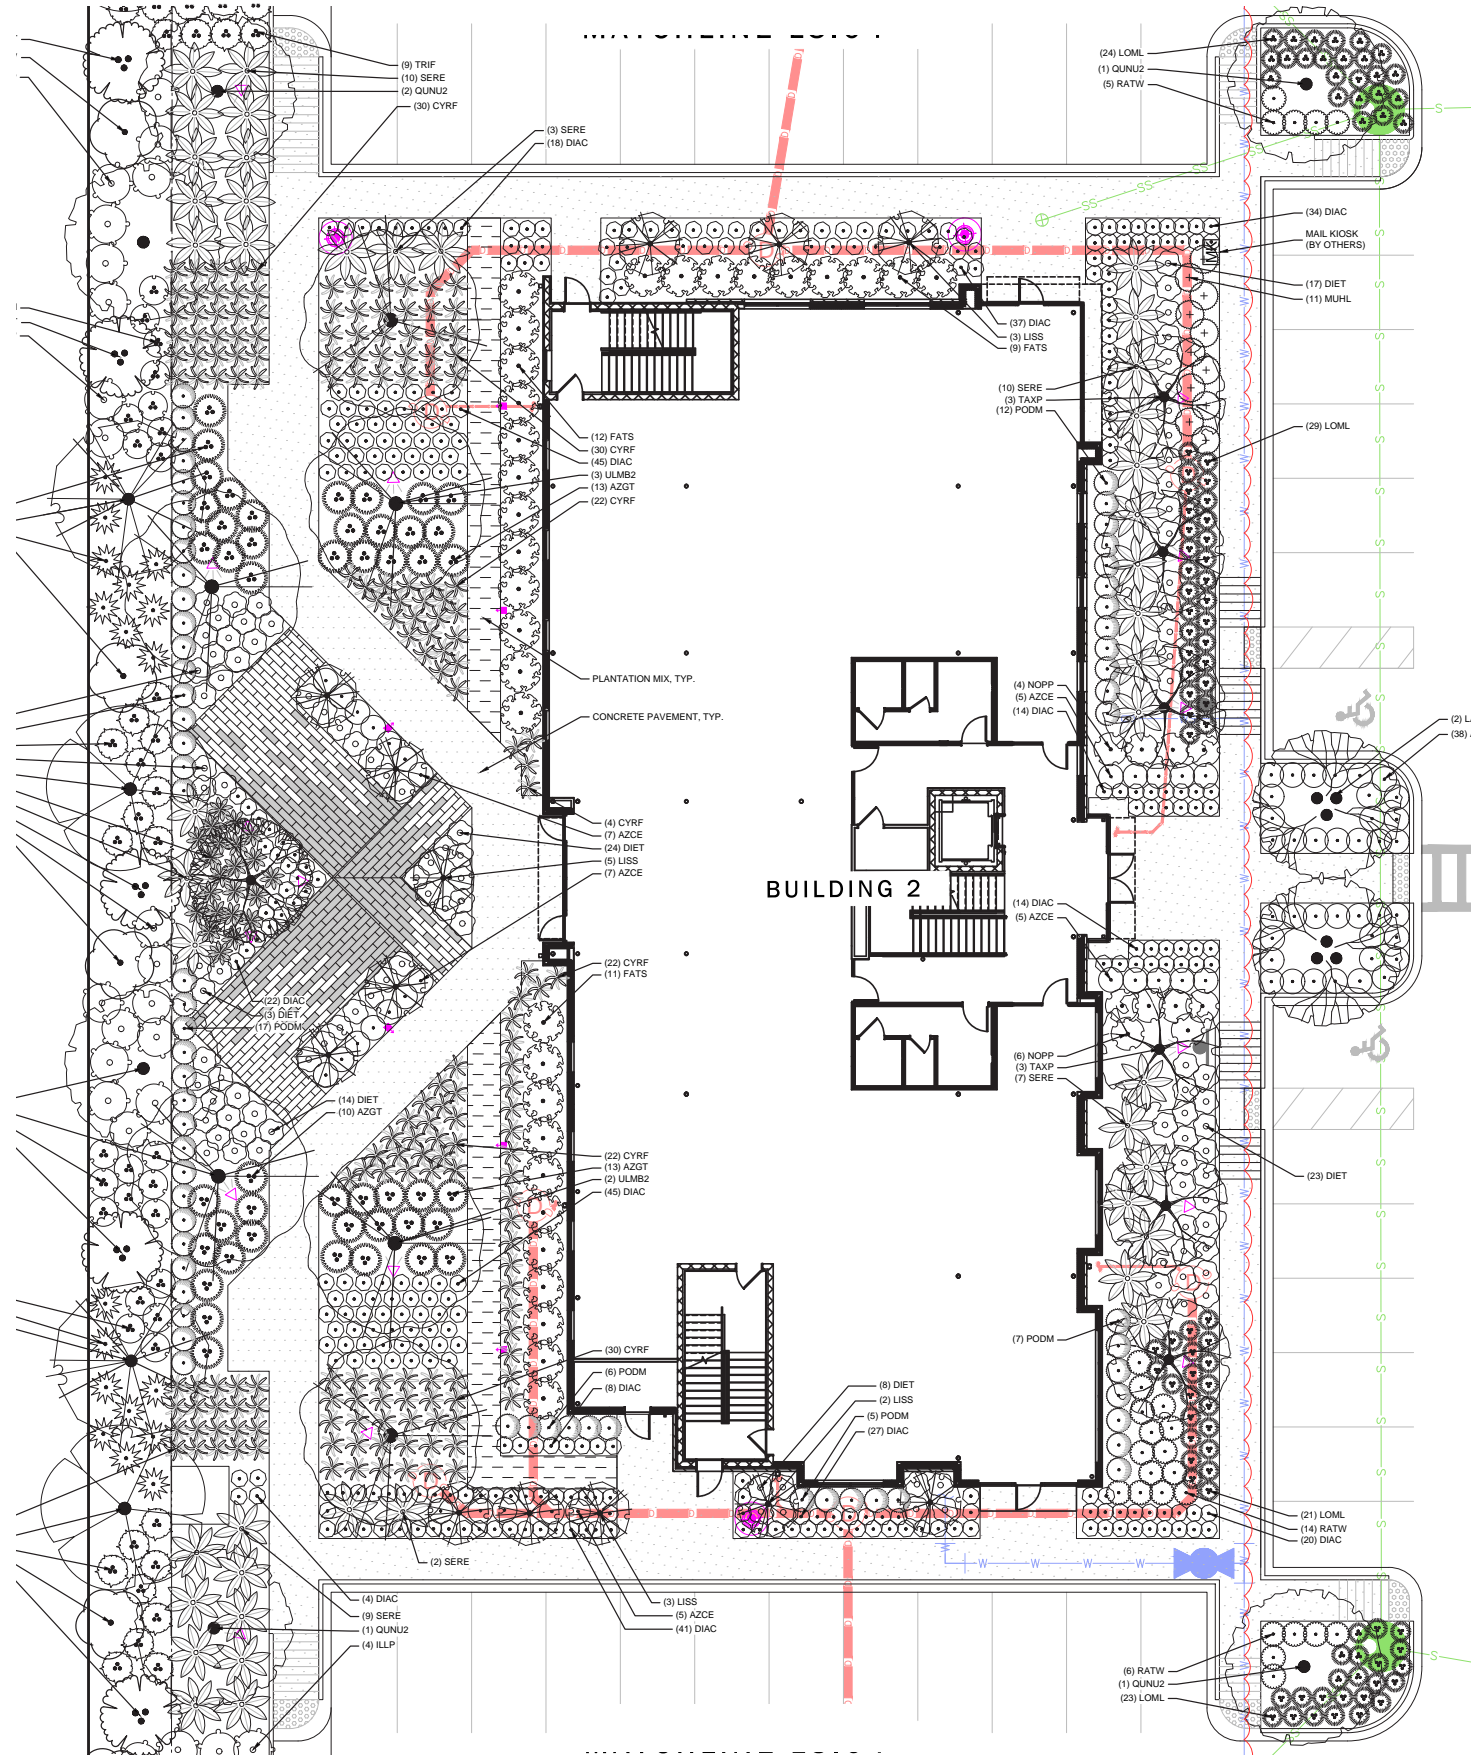 (9) TRIF
(10) SERE
(2) QUNU2
(30) CYRF
(3) SERE
(18) DIAC
(24) LOML
(1) QUNU2
(5) RATW
(34) DIAC
MAIL KIOSK
(BY OTHERS)
MK
(17) DIET
(11) MUHL
(37) DIAC
(3) LISS
(9) FATS
(10) SERE
(3) TAXP
(12) PODM
(29) LOML
(12) FATS
(30) CYRF
(45) DIAC
(3) ULMB2
(13) AZGT
(22) CYRF
PLANTATION MIX, TYP.
CONCRETE PAVEMENT, TYP.
(4) NOPP
(5) AZCE
(14) DIAC
(4) CYRF
(7) AZCE
(24) DIET
(5) LISS
(7) AZCE
BUILDING 2
(14) DIAC
(5) AZCE
(22) CYRF
(11) FATS
(22) DIAC
(3) DIET
(17) PODM
(6) NOPP
(3) TAXP
(7) SERE
(14) DIET
(10) AZGT
(22) CYRF
(13) AZGT
(2) ULMB2
(45) DIAC
(23) DIET
(7) PODM
(30) CYRF
(6) PODM
(8) DIAC
(8) DIET
(2) LISS
(5) PODM
(27) DIAC
(21) LOML
(14) RATW
(20) DIAC
(2) SERE
(4) DIAC
(9) SERE
(1) QUNU2
(4) ILLP
(3) LISS
(5) AZCE
(41) DIAC
(6) RATW
(1) QUNU2
(23) LOML